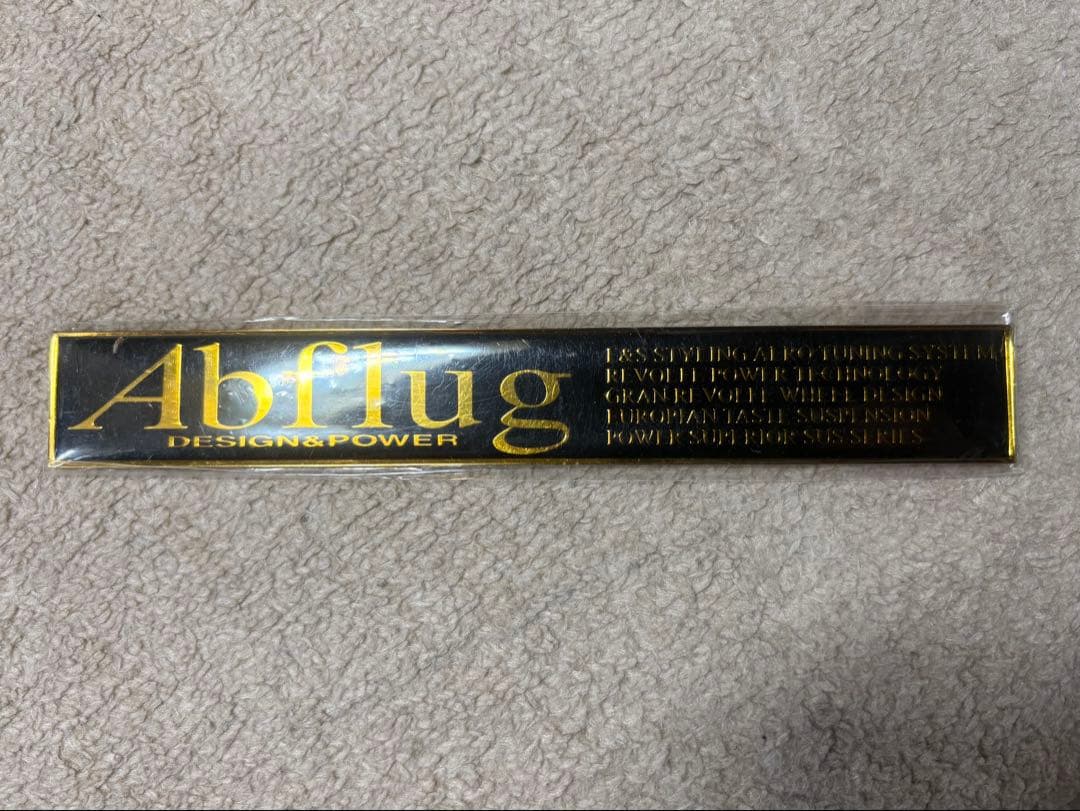 Abflug
DESIGN&POWER
E&S STYLING AERO TUNING SYSTEM
REVOLFE POWER TECHNOLOGY
GRAN REVOLFE WHEEL DESIGN
EUROPIAN TASTE SUSPENSION
POWER SUPERIOR SUS SERIES